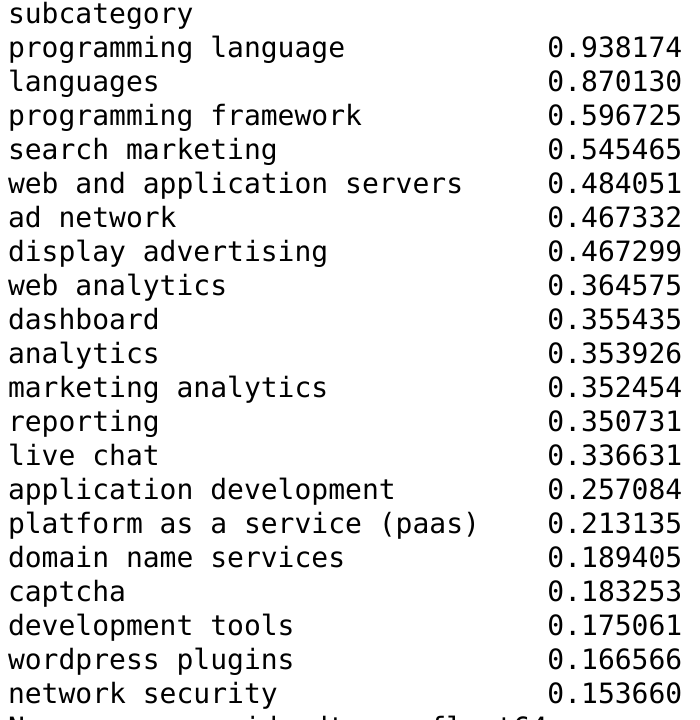 subcategory
programming language 0.938174
languages 0.870130
programming framework 0.596725
search marketing 0.545465
web and application servers 0.484051
ad network 0.467332
display advertising 0.467299
web analytics 0.364575
dashboard 0.355435
analytics 0.353926
marketing analytics 0.352454
reporting 0.350731
live chat 0.336631
application development 0.257084
platform as a service (paas) 0.213135
domain name services 0.189405
captcha 0.183253
development tools 0.175061
wordpress plugins 0.166566
network security 0.153660